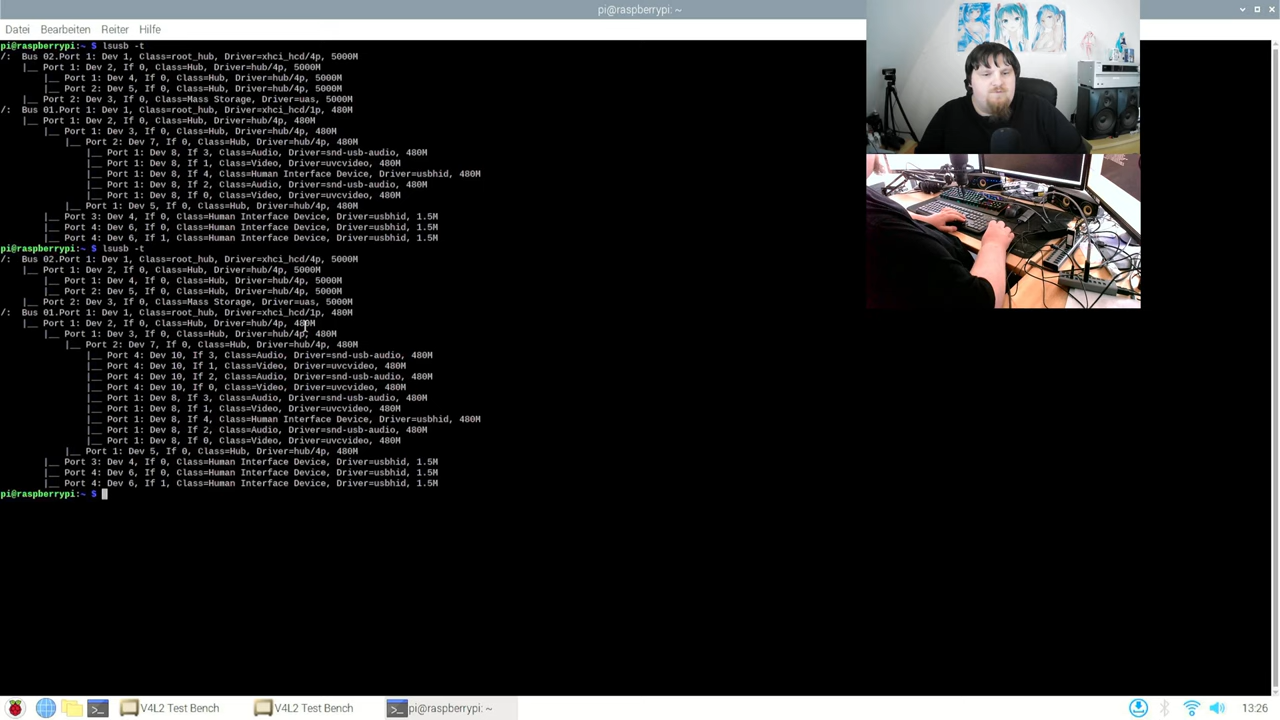 pi@raspberrypi: ~
Datei Bearbeiten Reiter Hilfe
pi@raspberrypi:~ $ lsusb -t
/:  Bus 02.Port 1: Dev 1, Class=root_hub, Driver=xhci_hcd/4p, 5000M
    |__ Port 1: Dev 2, If 0, Class=Hub, Driver=hub/4p, 5000M
        |__ Port 1: Dev 4, If 0, Class=Hub, Driver=hub/4p, 5000M
        |__ Port 2: Dev 5, If 0, Class=Hub, Driver=hub/4p, 5000M
    |__ Port 2: Dev 3, If 0, Class=Mass Storage, Driver=uas, 5000M
/:  Bus 01.Port 1: Dev 1, Class=root_hub, Driver=xhci_hcd/1p, 480M
    |__ Port 1: Dev 2, If 0, Class=Hub, Driver=hub/4p, 480M
        |__ Port 1: Dev 3, If 0, Class=Hub, Driver=hub/4p, 480M
            |__ Port 2: Dev 7, If 0, Class=Hub, Driver=hub/4p, 480M
                |__ Port 1: Dev 8, If 3, Class=Audio, Driver=snd-usb-audio, 480M
                |__ Port 1: Dev 8, If 1, Class=Video, Driver=uvcvideo, 480M
                |__ Port 1: Dev 8, If 4, Class=Human Interface Device, Driver=usbhid, 480M
                |__ Port 1: Dev 8, If 2, Class=Audio, Driver=snd-usb-audio, 480M
                |__ Port 1: Dev 8, If 0, Class=Video, Driver=uvcvideo, 480M
            |__ Port 1: Dev 5, If 0, Class=Hub, Driver=hub/4p, 480M
        |__ Port 3: Dev 4, If 0, Class=Human Interface Device, Driver=usbhid, 1.5M
        |__ Port 4: Dev 6, If 0, Class=Human Interface Device, Driver=usbhid, 1.5M
        |__ Port 4: Dev 6, If 1, Class=Human Interface Device, Driver=usbhid, 1.5M
pi@raspberrypi:~ $ lsusb -t
/:  Bus 02.Port 1: Dev 1, Class=root_hub, Driver=xhci_hcd/4p, 5000M
    |__ Port 1: Dev 2, If 0, Class=Hub, Driver=hub/4p, 5000M
        |__ Port 1: Dev 4, If 0, Class=Hub, Driver=hub/4p, 5000M
        |__ Port 2: Dev 5, If 0, Class=Hub, Driver=hub/4p, 5000M
    |__ Port 2: Dev 3, If 0, Class=Mass Storage, Driver=uas, 5000M
/:  Bus 01.Port 1: Dev 1, Class=root_hub, Driver=xhci_hcd/1p, 480M
    |__ Port 1: Dev 2, If 0, Class=Hub, Driver=hub/4p, 480M
        |__ Port 1: Dev 3, If 0, Class=Hub, Driver=hub/4p, 480M
            |__ Port 2: Dev 7, If 0, Class=Hub, Driver=hub/4p, 480M
                |__ Port 4: Dev 10, If 3, Class=Audio, Driver=snd-usb-audio, 480M
                |__ Port 4: Dev 10, If 1, Class=Video, Driver=uvcvideo, 480M
                |__ Port 4: Dev 10, If 2, Class=Audio, Driver=snd-usb-audio, 480M
                |__ Port 4: Dev 10, If 0, Class=Video, Driver=uvcvideo, 480M
                |__ Port 1: Dev 8, If 3, Class=Audio, Driver=snd-usb-audio, 480M
                |__ Port 1: Dev 8, If 1, Class=Video, Driver=uvcvideo, 480M
                |__ Port 1: Dev 8, If 4, Class=Human Interface Device, Driver=usbhid, 480M
                |__ Port 1: Dev 8, If 2, Class=Audio, Driver=snd-usb-audio, 480M
                |__ Port 1: Dev 8, If 0, Class=Video, Driver=uvcvideo, 480M
            |__ Port 1: Dev 5, If 0, Class=Hub, Driver=hub/4p, 480M
        |__ Port 3: Dev 4, If 0, Class=Human Interface Device, Driver=usbhid, 1.5M
        |__ Port 4: Dev 6, If 0, Class=Human Interface Device, Driver=usbhid, 1.5M
        |__ Port 4: Dev 6, If 1, Class=Human Interface Device, Driver=usbhid, 1.5M
pi@raspberrypi:~ $
V4L2 Test Bench V4L2 Test Bench pi@raspberrypi: ~ 13:26